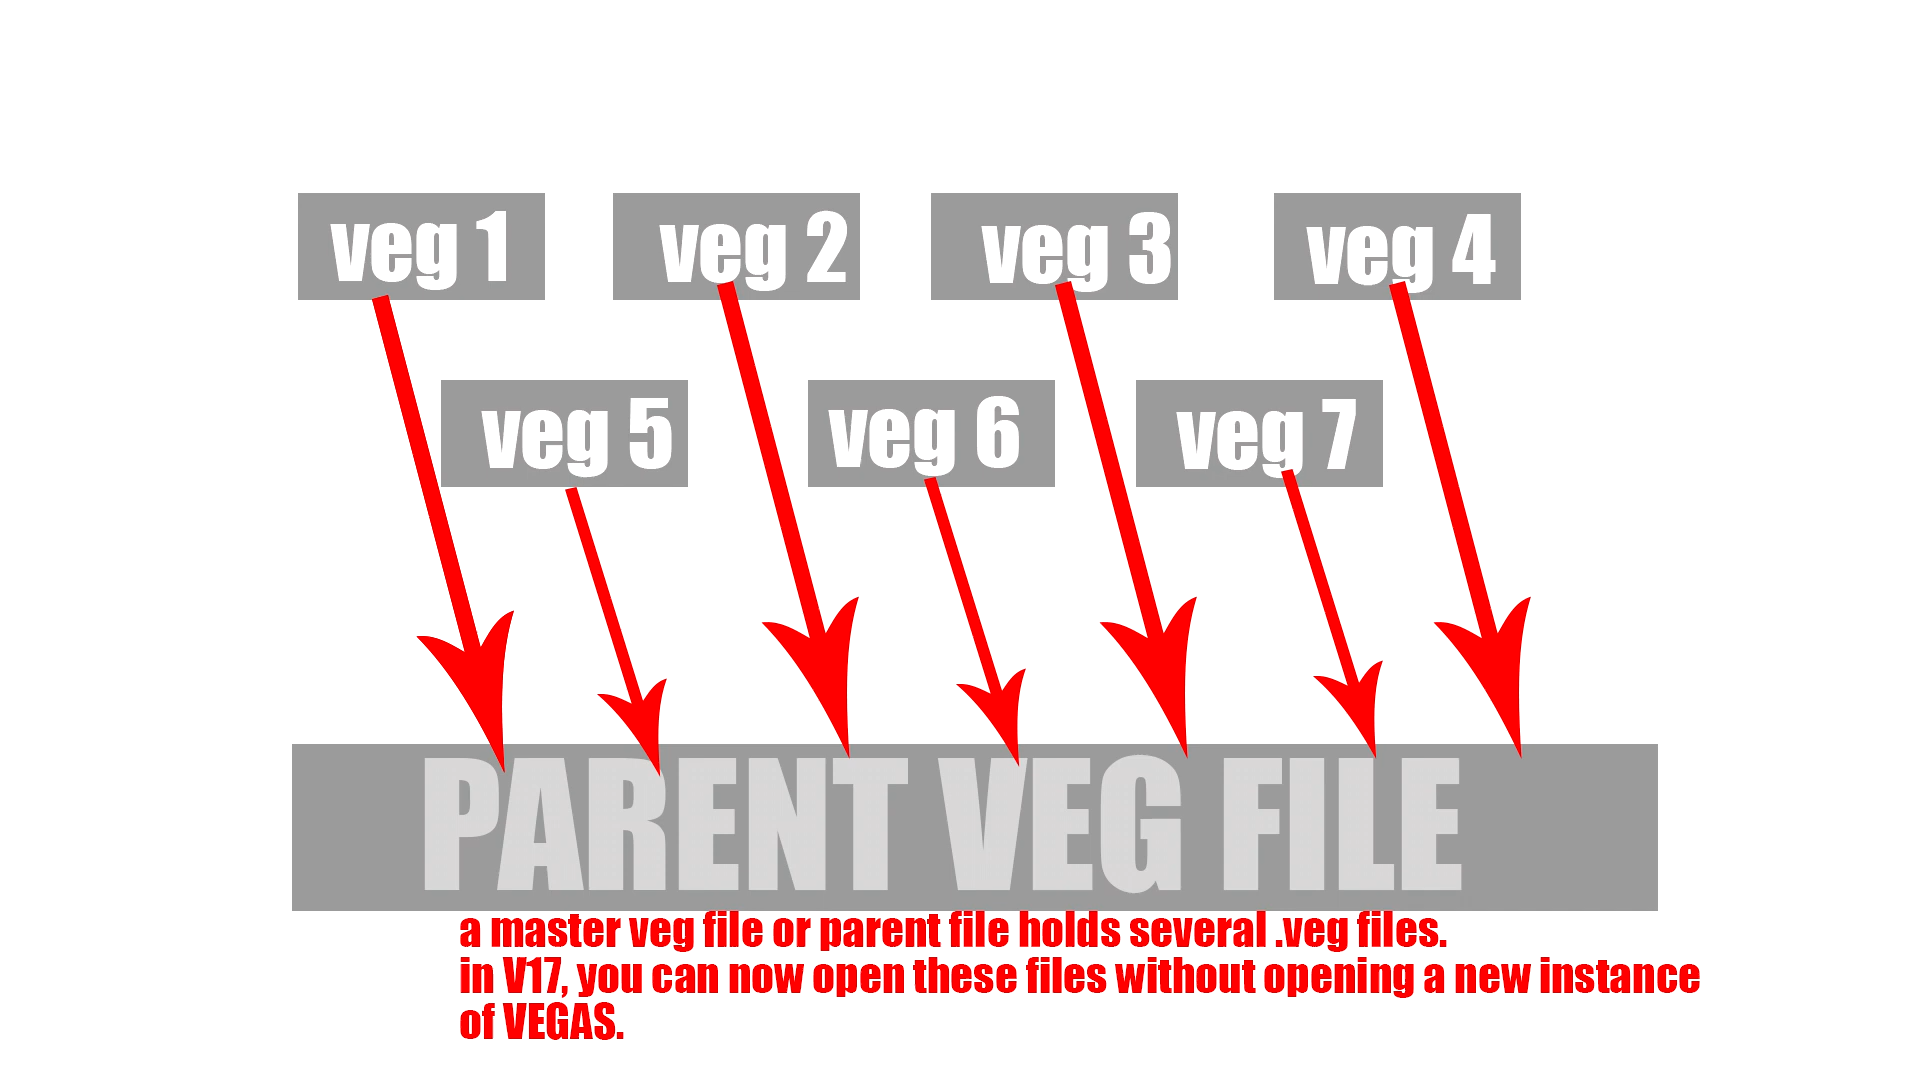 veg 1
veg 2
veg 3
veg 4
veg 5
veg 6
veg 7
PARENT VEG FILE
a master veg file or parent file holds several .veg files.
in V17, you can now open these files without opening a new instance
of VEGAS.